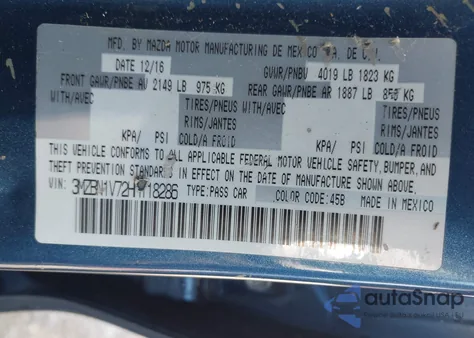 MFD. BY MAZDA MOTOR MANUFACTURING DE MEXICO DE C.V.
DATE 12/16 GVWR/PNBV 4019 LB 1823 KG
FRONT GAWR/PNBE AV 2149 LB 975 KG REAR GAWR/PNBE AR 1887 LB 856 KG
WITH/AVEC TIRES/PNEUS RIMS/JANTES WITH/AVEC TIRES/PNEUS RIMS/JANTES
KPA/ PSI COLD/A FROID KPA/ PSI COLD/A FROID
THIS VEHICLE CONFORMS TO ALL APPLICABLE FEDERAL MOTOR VEHICLE SAFETY, BUMPER, AND
THEFT PREVENTION STANDARDS IN EFFECT ON THE DATE OF MANUFACTURE SHOWN ABOVE.
VIN: TYPE: PASS CAR COLOR CODE: 45B MADE IN MEXICO
autoSnap